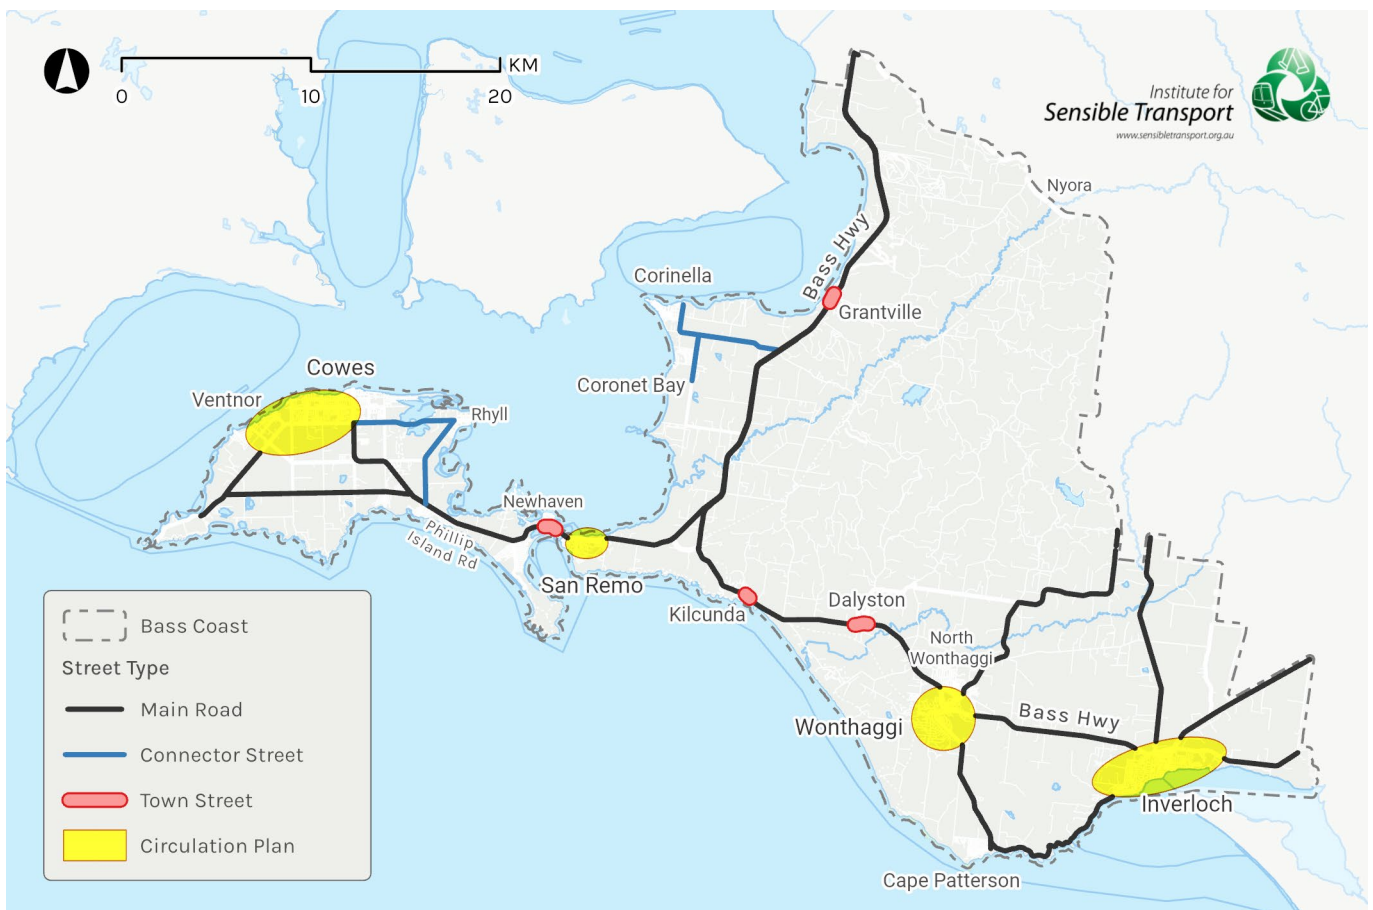 KM
0 10 20
Institute for
Sensible Transport
www.sensibletransport.org.au
Nyora
Bass Hwy
Corinella
Grantville
Cowes
Coronet Bay
Ventnor
Rhyll
Newhaven
Phillip
Island Rd
San Remo
Kilcunda
Dalyston
North
Wonthaggi
Bass Hwy
Wonthaggi
Inverloch
Cape Patterson
Bass Coast
Street Type
Main Road
Connector Street
Town Street
Circulation Plan